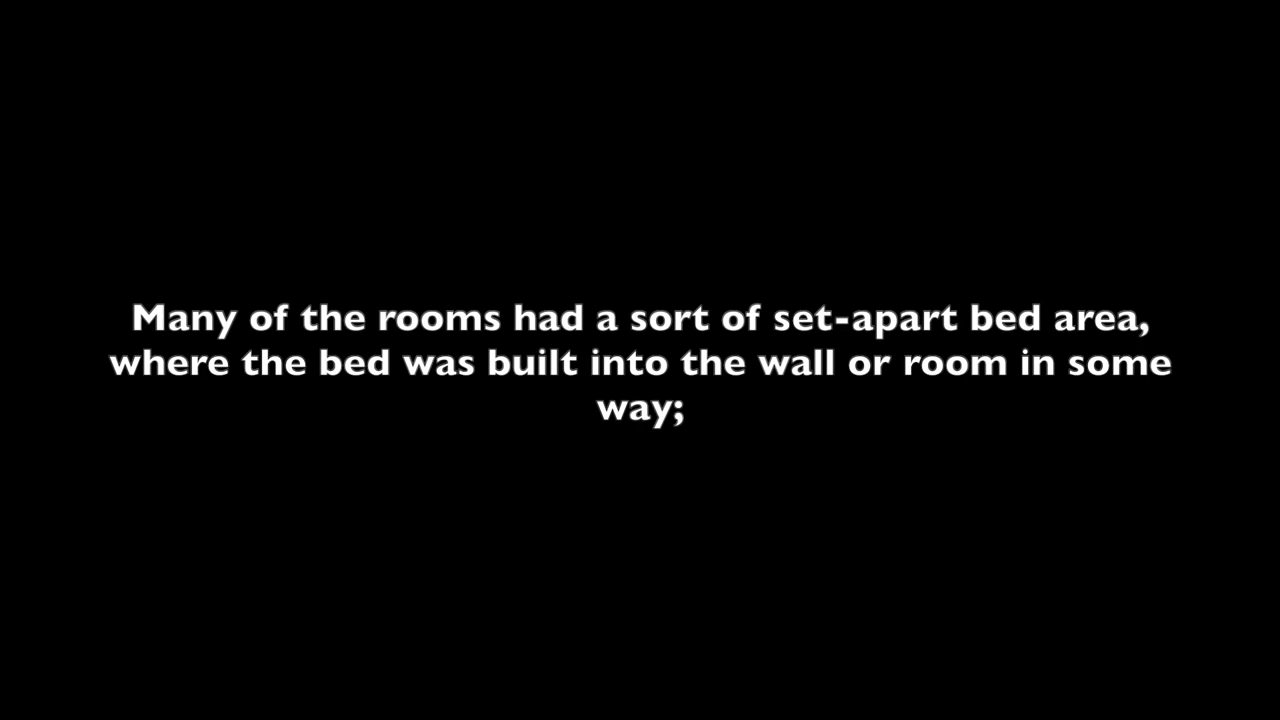 Many of the rooms had a sort of set-apart bed area,
where the bed was built into the wall or room in some
way;